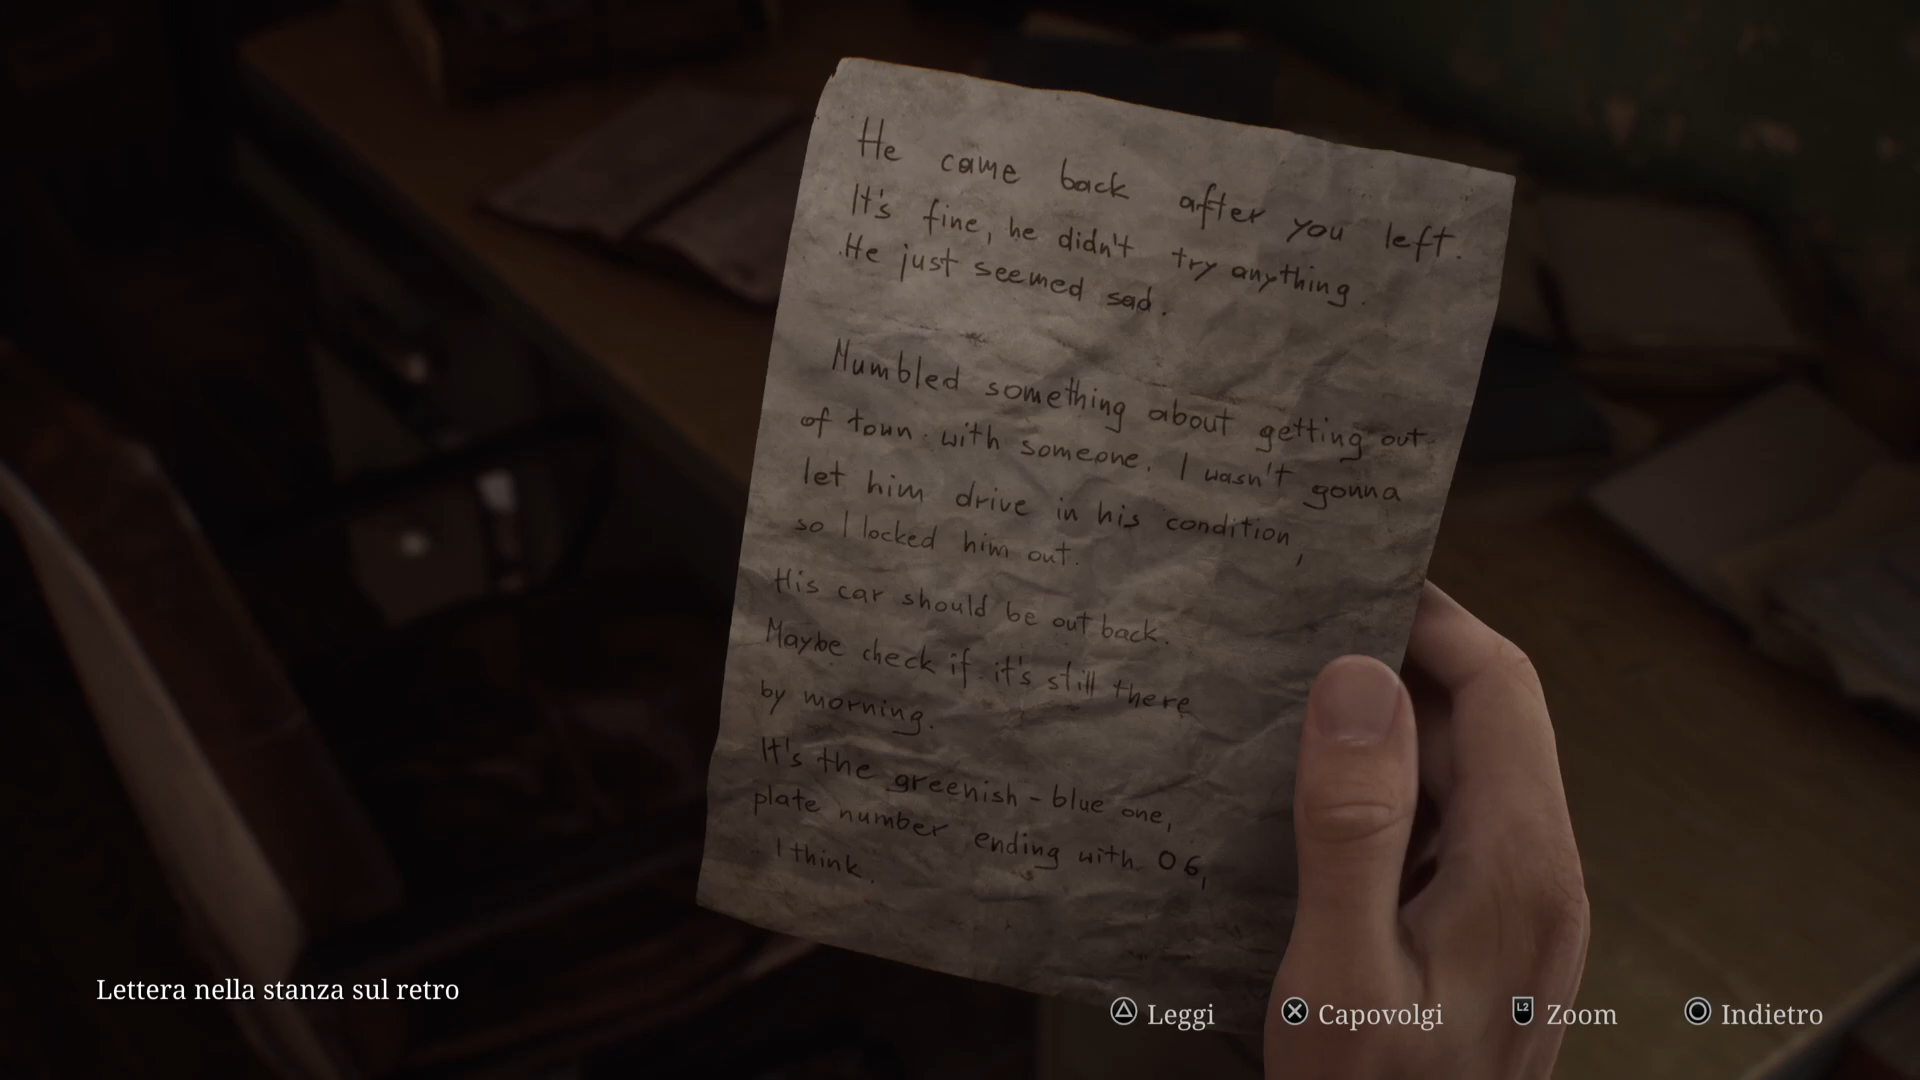 He came back after you left.
It's fine, he didn't try anything.
He just seemed sad.
Mumbled something about getting out
of town with someone. I wasn't gonna
let him drive in his condition,
so I locked him out.
His car should be out back.
Maybe check if it's still there
by morning.
It's the greenish-blue one,
plate number ending with 06,
I think.
Lettera nella stanza sul retro
Leggi
Capovolgi
L2 Zoom
Indietro